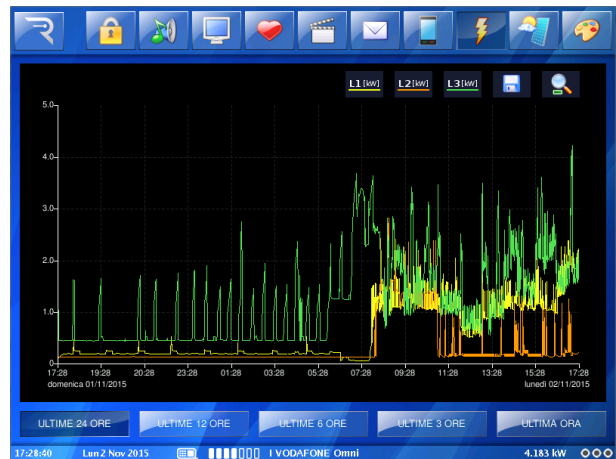 L1[kW] L2[kW] L3[kW]
5.0
4.0
3.0
2.0
1.0
0
17:28 19:28 20:28 22:28 01:28 03:28 05:28 07:28 09:28 11:28 13:28 15:28 17:28
domenica 01/11/2015 lunedì 02/11/2015
ULTIME 24 ORE ULTIME 12 ORE ULTIME 6 ORE ULTIME 3 ORE ULTIMA ORA
17:28:40 Lun 2 Nov 2015 I VODAFONE Omni 4.183 kW